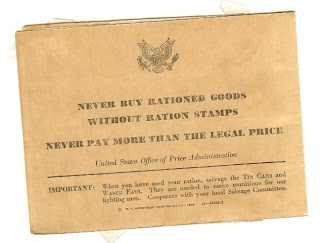 NEVER BUY RATIONED GOODS
WITHOUT RATION STAMPS
NEVER PAY MORE THAN THE LEGAL PRICE
United States Office of Price Administration
IMPORTANT: When you have used your ration, salvage the TIN CANS and
WASTE FATS. They are needed to make munitions for our
fighting men. Cooperate with your local Salvage Committee.